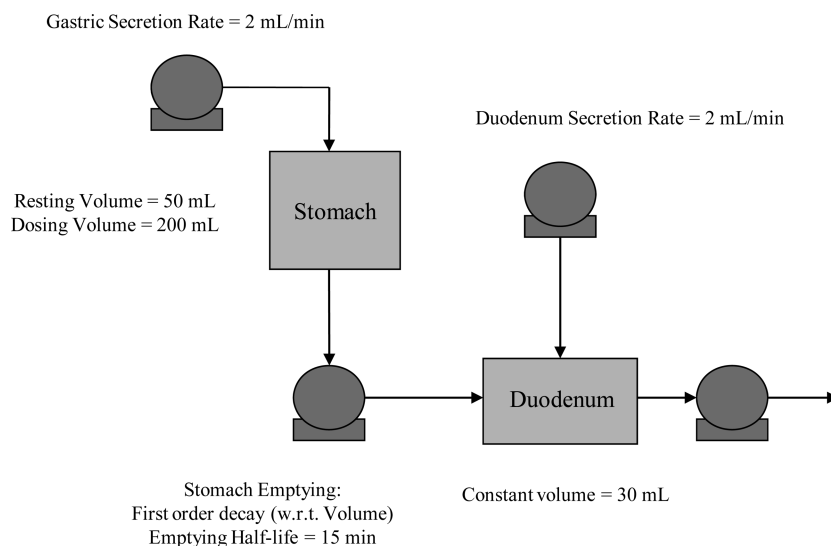 Gastric Secretion Rate = 2 mL/min
Duodenum Secretion Rate = 2 mL/min
Resting Volume = 50 mL
Dosing Volume = 200 mL
Stomach
Duodenum
Stomach Emptying:
First order decay (w.r.t. Volume)
Emptying Half-life = 15 min
Constant volume = 30 mL